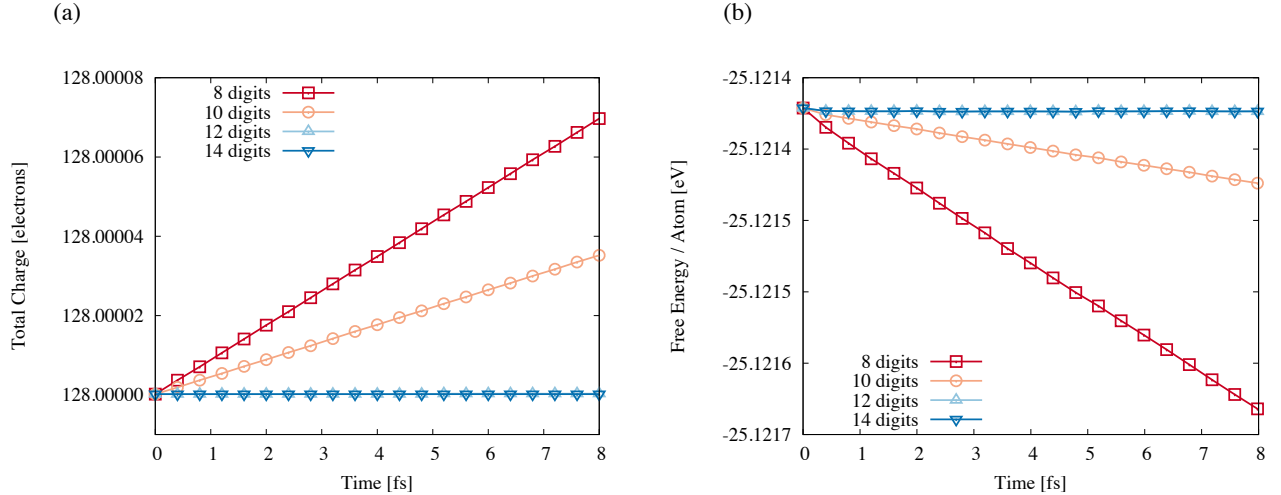 (a)
Total Charge [electrons]
128.00008
128.00006
128.00004
128.00002
128.00000
8 digits
10 digits
12 digits
14 digits
0 1 2 3 4 5 6 7 8
Time [fs]
(b)
Free Energy / Atom [eV]
-25.1214
-25.1214
-25.1215
-25.1215
-25.1216
-25.1217
8 digits
10 digits
12 digits
14 digits
0 1 2 3 4 5 6 7 8
Time [fs]